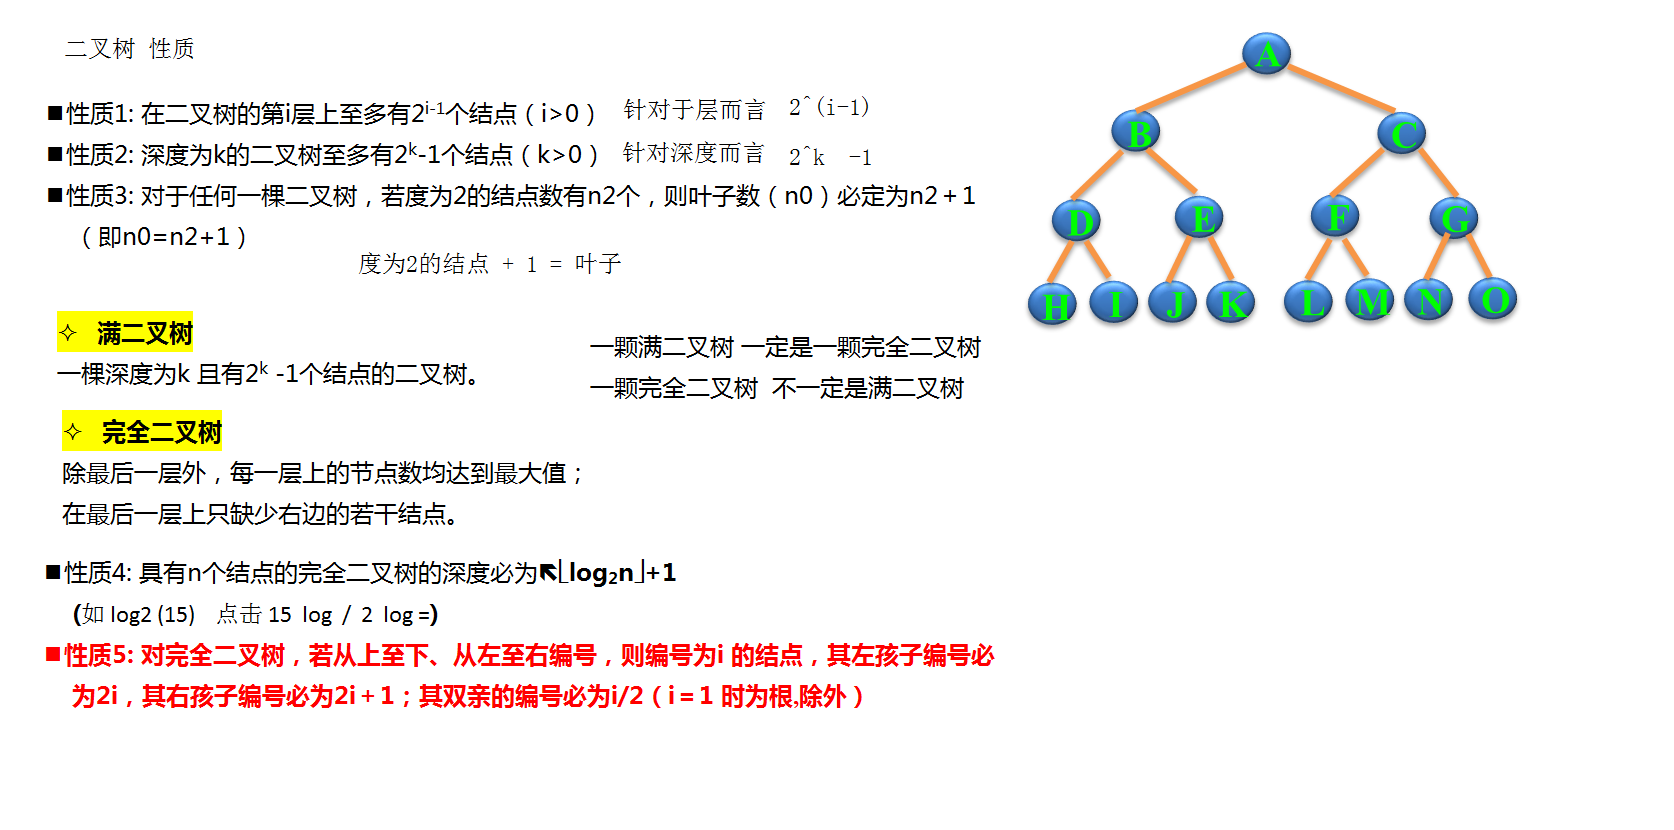 二叉树 性质
■性质1: 在二叉树的第i层上至多有2i-1个结点（i>0） 针对于层而言 2^(i-1)
■性质2: 深度为k的二叉树至多有2k-1个结点（k>0） 针对深度而言 2^k -1
■性质3: 对于任何一棵二叉树，若度为2的结点数有n2个，则叶子数（n0）必定为n2＋1
（即n0=n2+1）
度为2的结点 + 1 = 叶子
✧ 满二叉树
一棵深度为k 且有2k -1个结点的二叉树。
一颗满二叉树 一定是一颗完全二叉树
一颗完全二叉树 不一定是满二叉树
✧ 完全二叉树
除最后一层外，每一层上的节点数均达到最大值；
在最后一层上只缺少右边的若干结点。
■性质4: 具有n个结点的完全二叉树的深度必为⌊log2n⌋+1
(如 log2 (15) 点击 15 log / 2 log =)
■性质5: 对完全二叉树，若从上至下、从左至右编号，则编号为i 的结点，其左孩子编号必
为2i，其右孩子编号必为2i＋1；其双亲的编号必为i/2（i＝1 时为根,除外）
A
B C
D E F G
H I J K L M N O